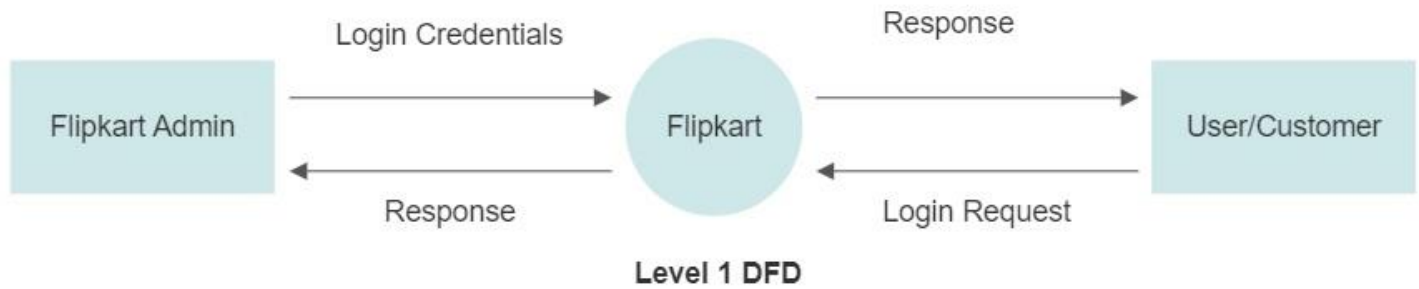 Login Credentials
Response
Flipkart Admin
Flipkart
User/Customer
Response
Login Request
Level 1 DFD